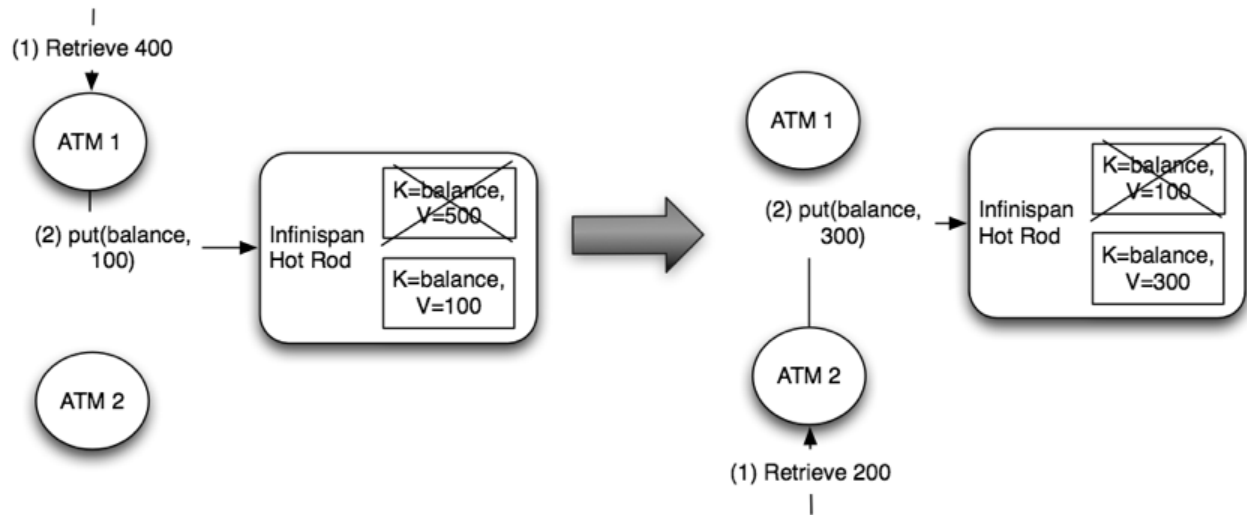 (1) Retrieve 400
ATM 1
(2) put(balance,
100)
Infinispan
Hot Rod
K=balance,
V=500
K=balance,
V=100
ATM 2
ATM 1
(2) put(balance,
300)
Infinispan
Hot Rod
K=balance,
V=100
K=balance,
V=300
ATM 2
(1) Retrieve 200